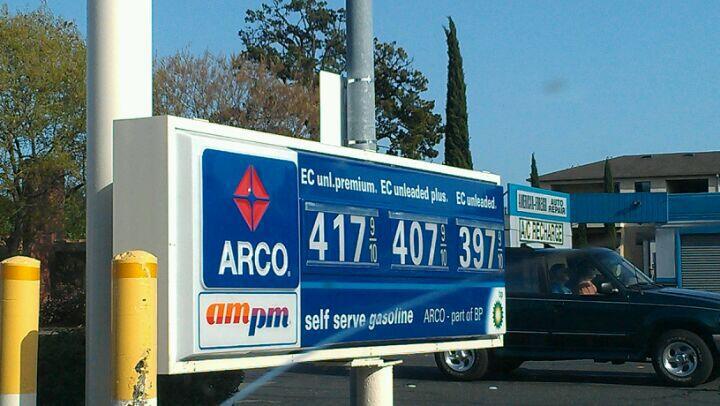 EC unl.premium. EC unleaded plus. EC unleaded.
417 9/10 407 9/10 397 9/10
ARCO
ampm
self serve gasoline ARCO - part of BP
bp
AUTO REPAIR
A/C RECHARGE